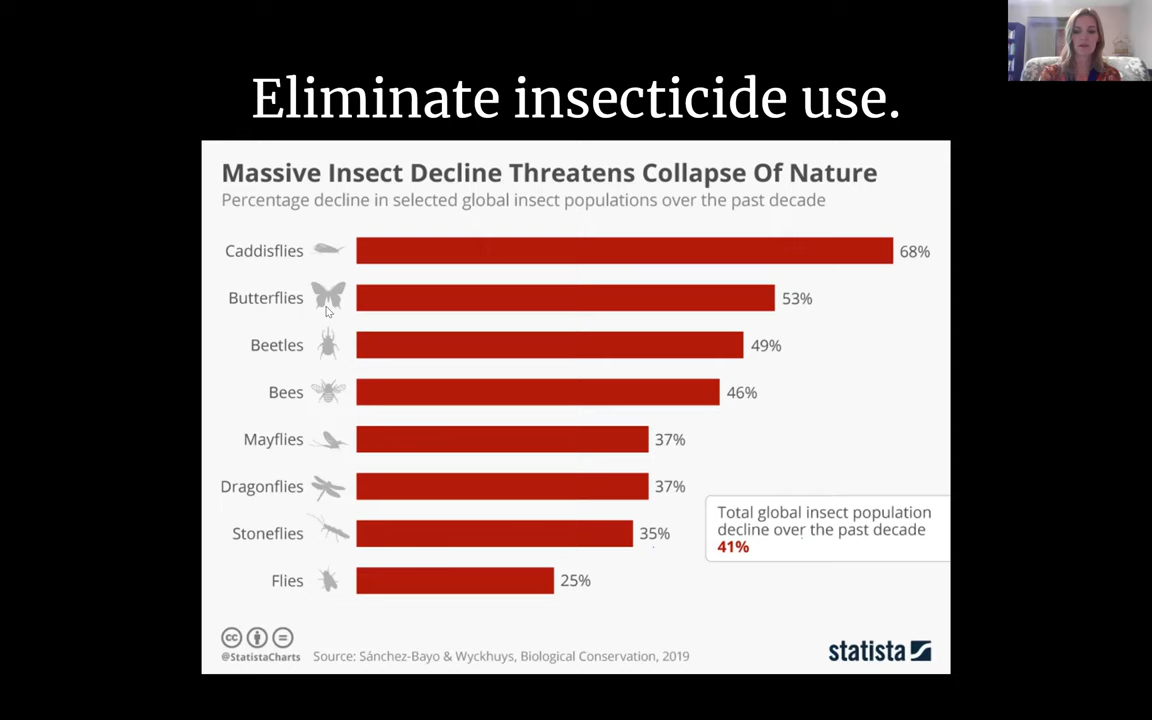 Eliminate insecticide use.
Massive Insect Decline Threatens Collapse Of Nature
Percentage decline in selected global insect populations over the past decade
Caddisflies 68%
Butterflies 53%
Beetles 49%
Bees 46%
Mayflies 37%
Dragonflies 37%
Stoneflies 35%
Flies 25%
Total global insect population
decline over the past decade
41%
cc
@StatistaCharts Source: Sánchez-Bayo & Wyckhuys, Biological Conservation, 2019
statista